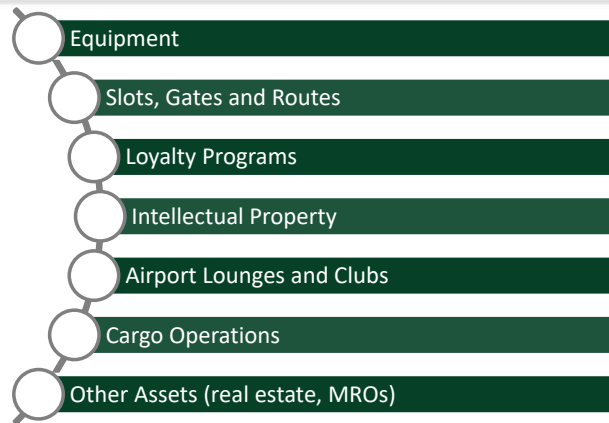 Equipment
Slots, Gates and Routes
Loyalty Programs
Intellectual Property
Airport Lounges and Clubs
Cargo Operations
Other Assets (real estate, MROs)